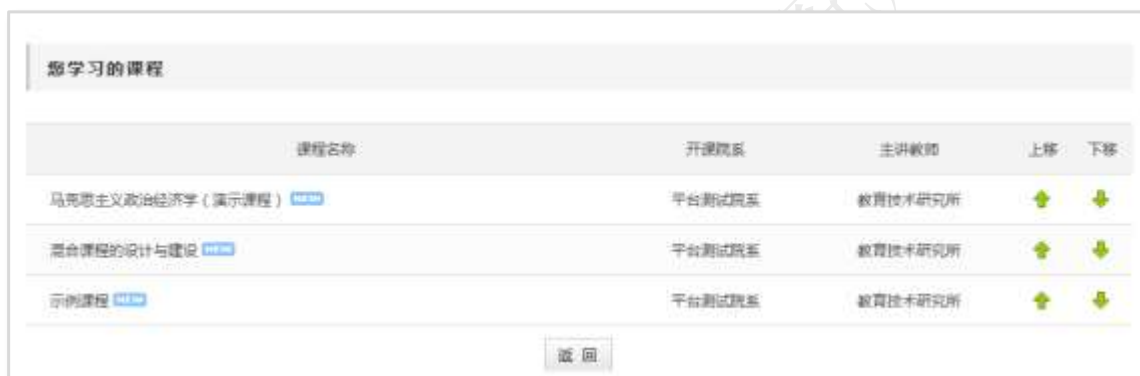 您学习的课程
课程名称 开课院系 主讲教师 上移 下移
马克思主义政治经济学（演示课程） NEW 平台测试院系 教育技术研究所
混合课程的设计与建设 NEW 平台测试院系 教育技术研究所
示例课程 NEW 平台测试院系 教育技术研究所
返 回